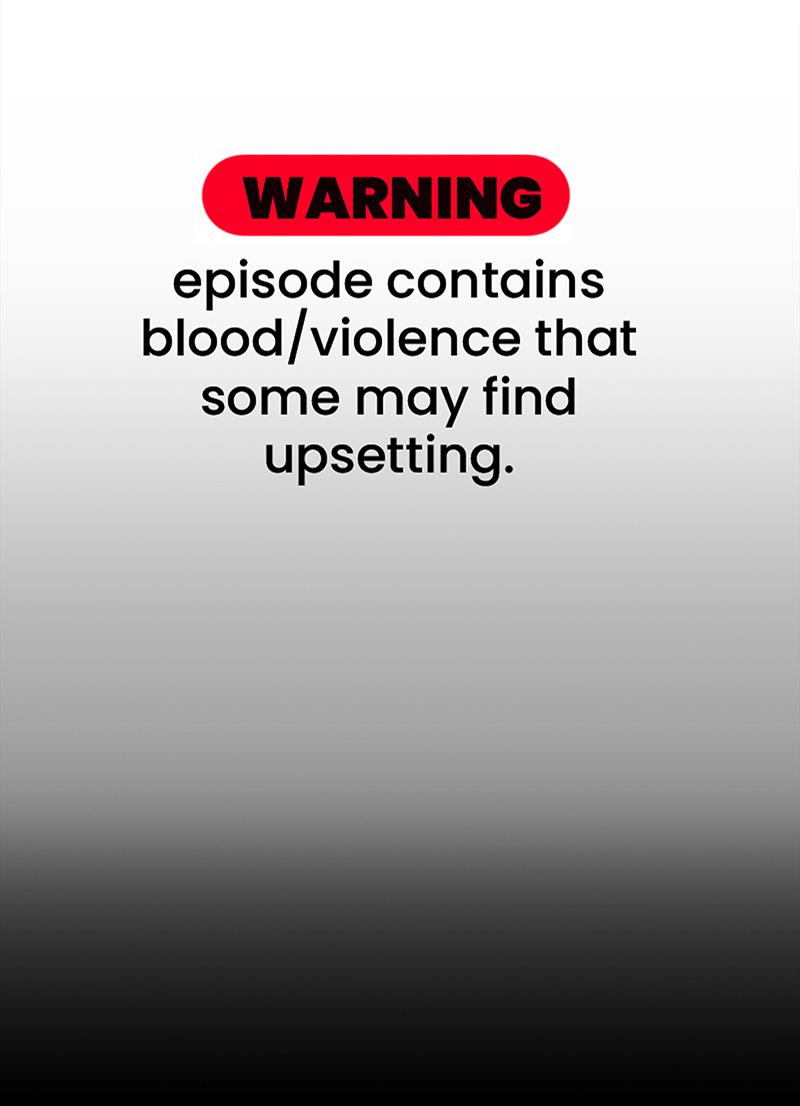 WARNING
episode contains
blood/violence that
some may find
upsetting.